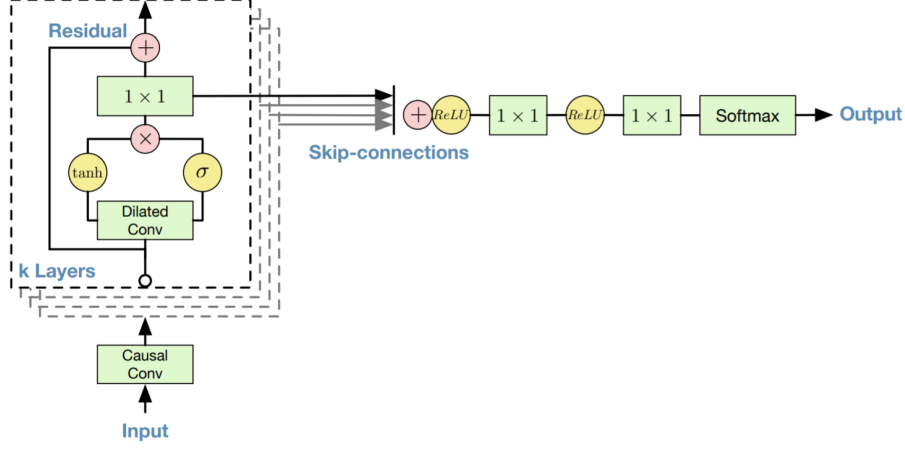 Residual
+
1 × 1
×
tanh
σ
Dilated
Conv
k Layers
Causal
Conv
Input
Skip-connections
+
ReLU
1 × 1
ReLU
1 × 1
Softmax
Output